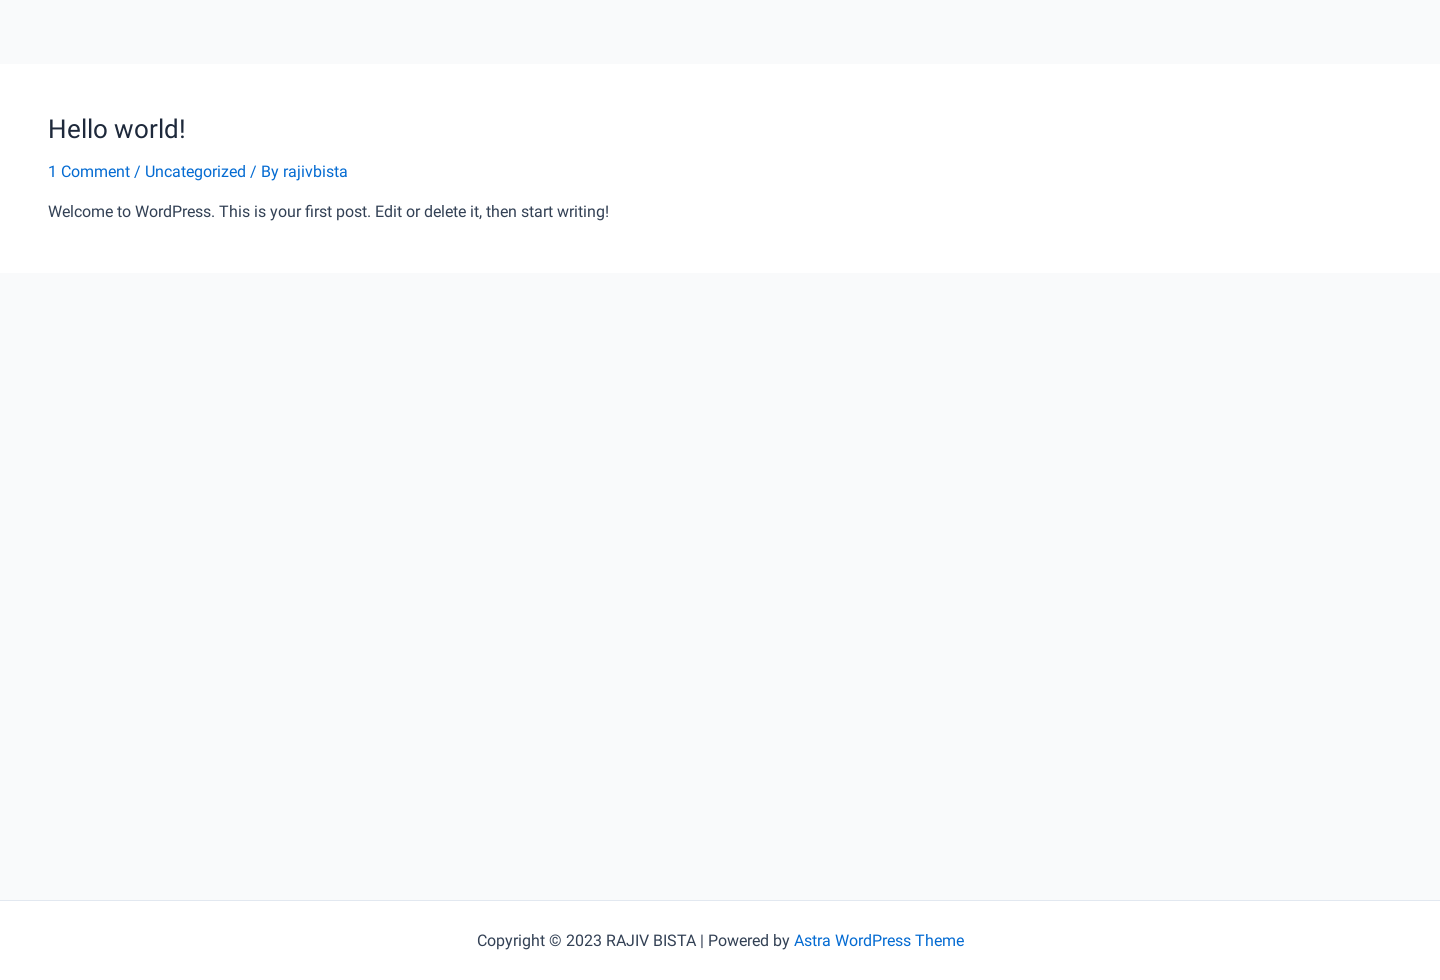 Hello world!
1 Comment / Uncategorized / By rajivbista
Welcome to WordPress. This is your first post. Edit or delete it, then start writing!
Copyright © 2023 RAJIV BISTA | Powered by Astra WordPress Theme